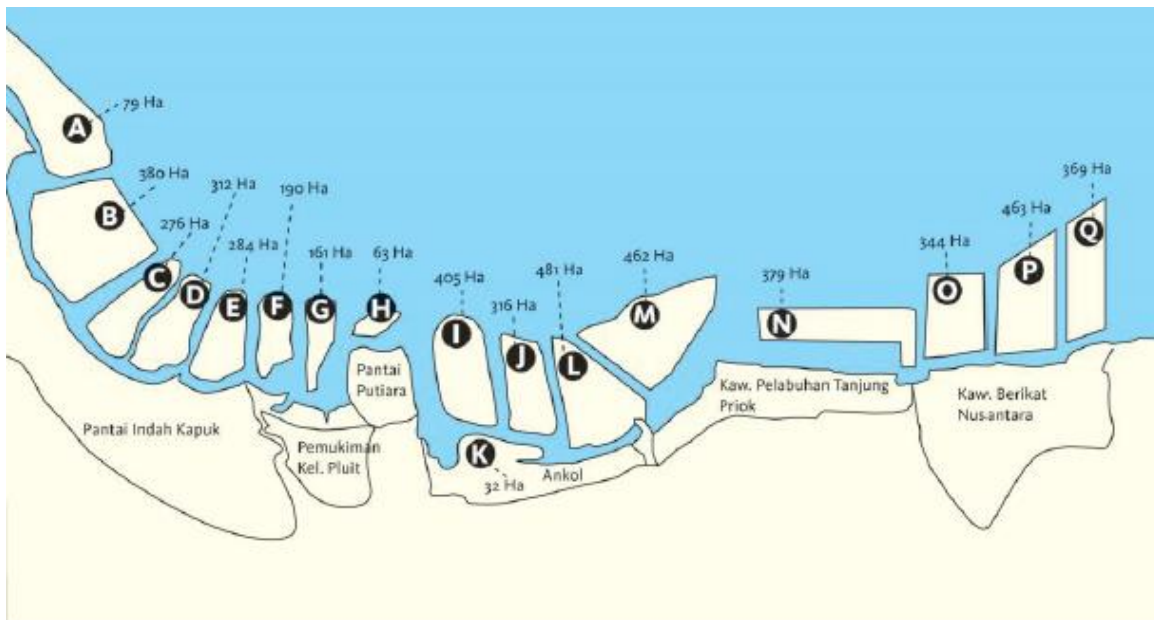 A
79 Ha
B
380 Ha
C
276 Ha
D
312 Ha
E
284 Ha
F
190 Ha
G
161 Ha
H
63 Ha
I
405 Ha
J
316 Ha
K
32 Ha
L
481 Ha
M
462 Ha
N
379 Ha
O
344 Ha
P
463 Ha
Q
369 Ha
Pantai Indah Kapuk
Pemukiman
Kel. Pluit
Pantai
Putiara
Ankol
Kaw. Pelabuhan Tanjung
Priok
Kaw. Berikat
Nusantara